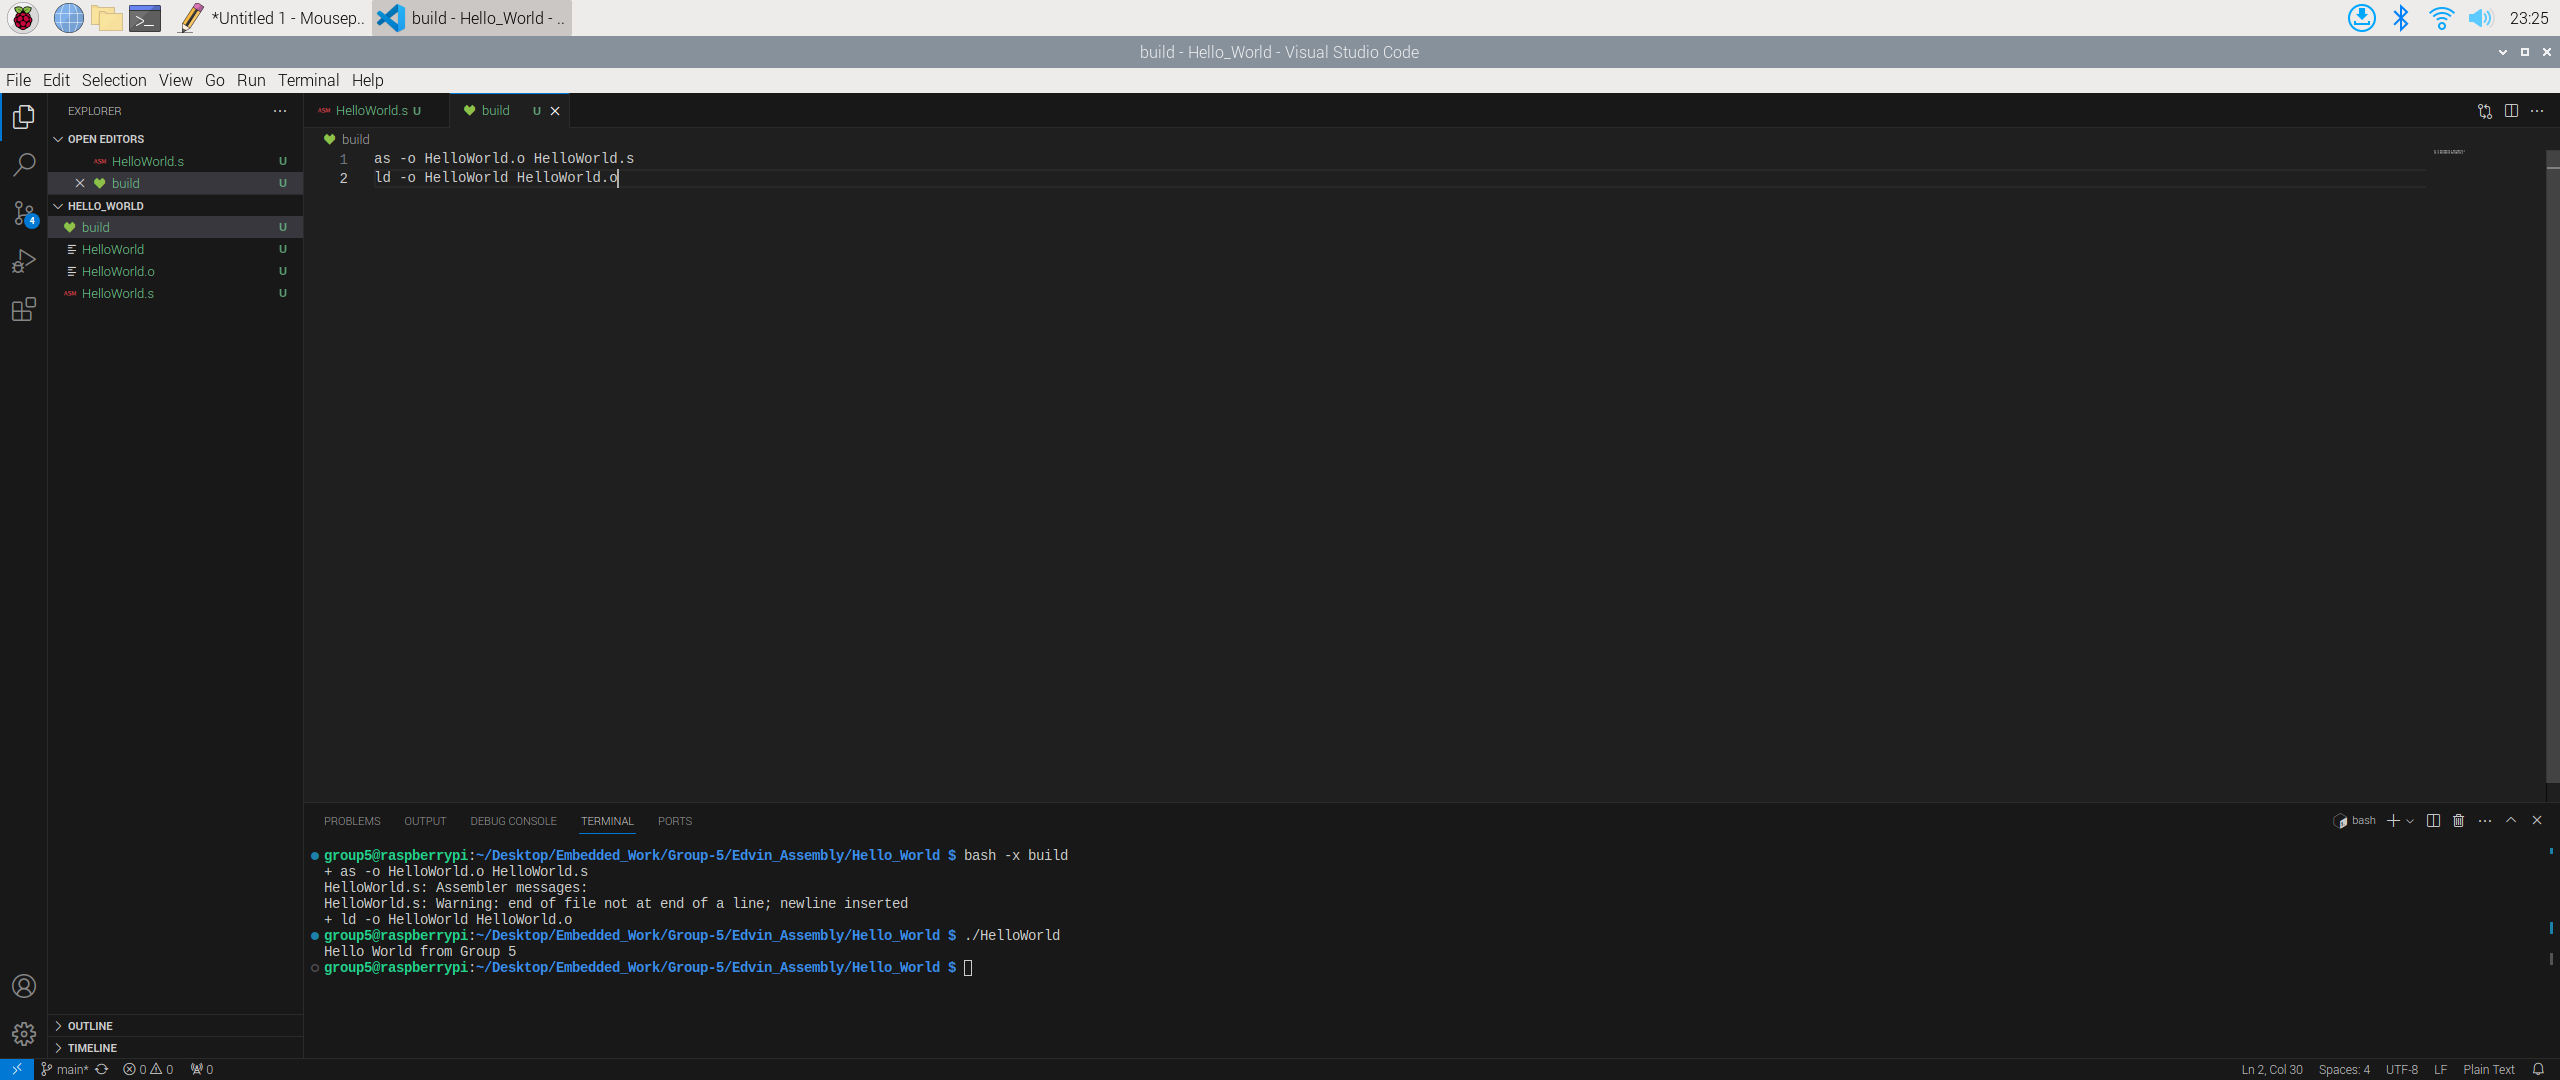 *Untitled 1 - Mousep..
build - Hello_World - ..
23:25
build - Hello_World - Visual Studio Code
File Edit Selection View Go Run Terminal Help
EXPLORER
OPEN EDITORS
ASM HelloWorld.s U
build U
HELLO_WORLD
build U
HelloWorld U
HelloWorld.o U
ASM HelloWorld.s U
4
OUTLINE
TIMELINE
ASM HelloWorld.s U
build U
build
1 as -o HelloWorld.o HelloWorld.s
2 ld -o HelloWorld HelloWorld.o
PROBLEMS OUTPUT DEBUG CONSOLE TERMINAL PORTS
bash
group5@raspberrypi:~/Desktop/Embedded_Work/Group-5/Edvin_Assembly/Hello_World $ bash -x build
+ as -o HelloWorld.o HelloWorld.s
HelloWorld.s: Assembler messages:
HelloWorld.s: Warning: end of file not at end of a line; newline inserted
+ ld -o HelloWorld HelloWorld.o
group5@raspberrypi:~/Desktop/Embedded_Work/Group-5/Edvin_Assembly/Hello_World $ ./HelloWorld
Hello World from Group 5
group5@raspberrypi:~/Desktop/Embedded_Work/Group-5/Edvin_Assembly/Hello_World $
main* 0 0 0
Ln 2, Col 30 Spaces: 4 UTF-8 LF Plain Text